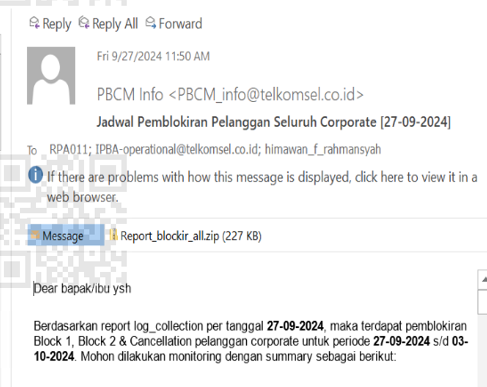 Reply Reply All Forward
Fri 9/27/2024 11:50 AM
PBCM Info <PBCM_info@telkomsel.co.id>
Jadwal Pemblokiran Pelanggan Seluruh Corporate [27-09-2024]
To RPA011; IPBA-operational@telkomsel.co.id; himawan_f_rahmansyah
If there are problems with how this message is displayed, click here to view it in a
web browser.
Message Report_blockir_all.zip (227 KB)
Dear bapak/ibu ysh
Berdasarkan report log_collection per tanggal 27-09-2024, maka terdapat pemblokiran
Block 1, Block 2 & Cancellation pelanggan corporate untuk periode 27-09-2024 s/d 03-
10-2024. Mohon dilakukan monitoring dengan summary sebagai berikut: